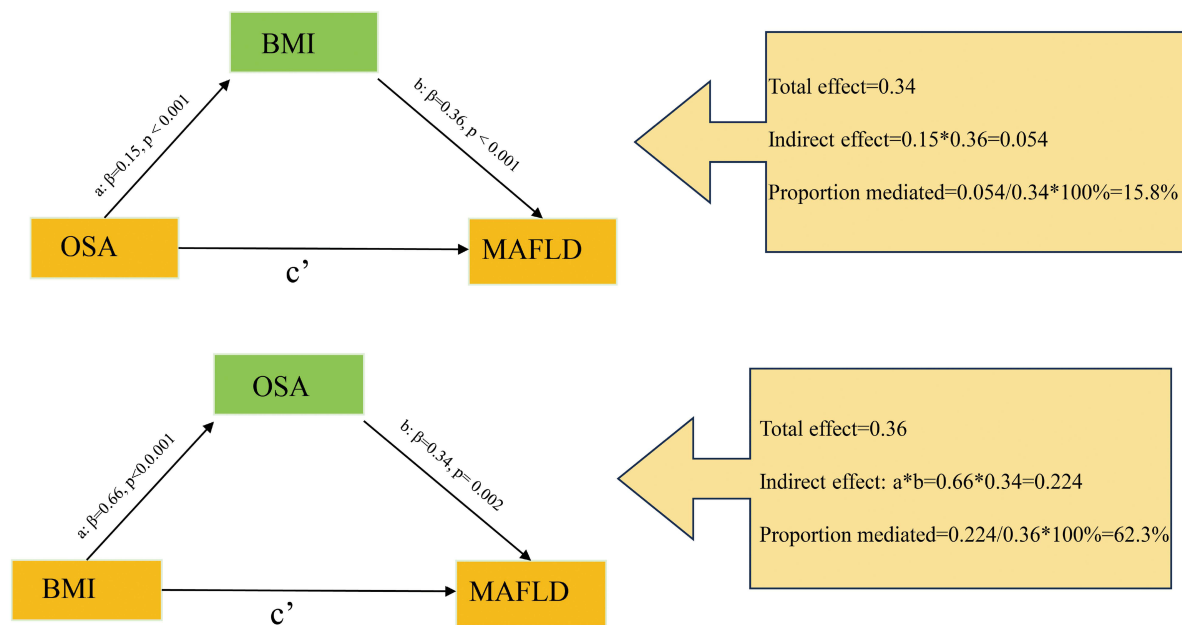 BMI
a: β=0.15, p < 0.001
b: β=0.36, p < 0.001
OSA
MAFLD
c’
Total effect=0.34
Indirect effect=0.15*0.36=0.054
Proportion mediated=0.054/0.34*100%=15.8%
OSA
a: β=0.66, p<0.0.001
b: β=0.34, p= 0.002
BMI
MAFLD
c’
Total effect=0.36
Indirect effect: a*b=0.66*0.34=0.224
Proportion mediated=0.224/0.36*100%=62.3%